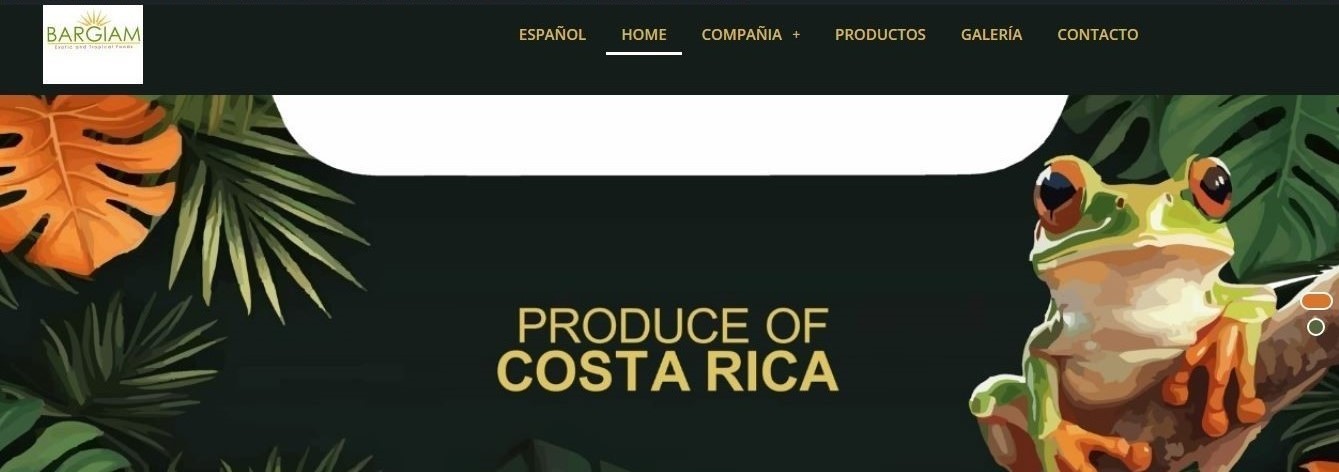 BARGIAM
Exotic and Tropical Foods
ESPAÑOL HOME COMPAÑIA + PRODUCTOS GALERÍA CONTACTO
PRODUCE OF
COSTA RICA